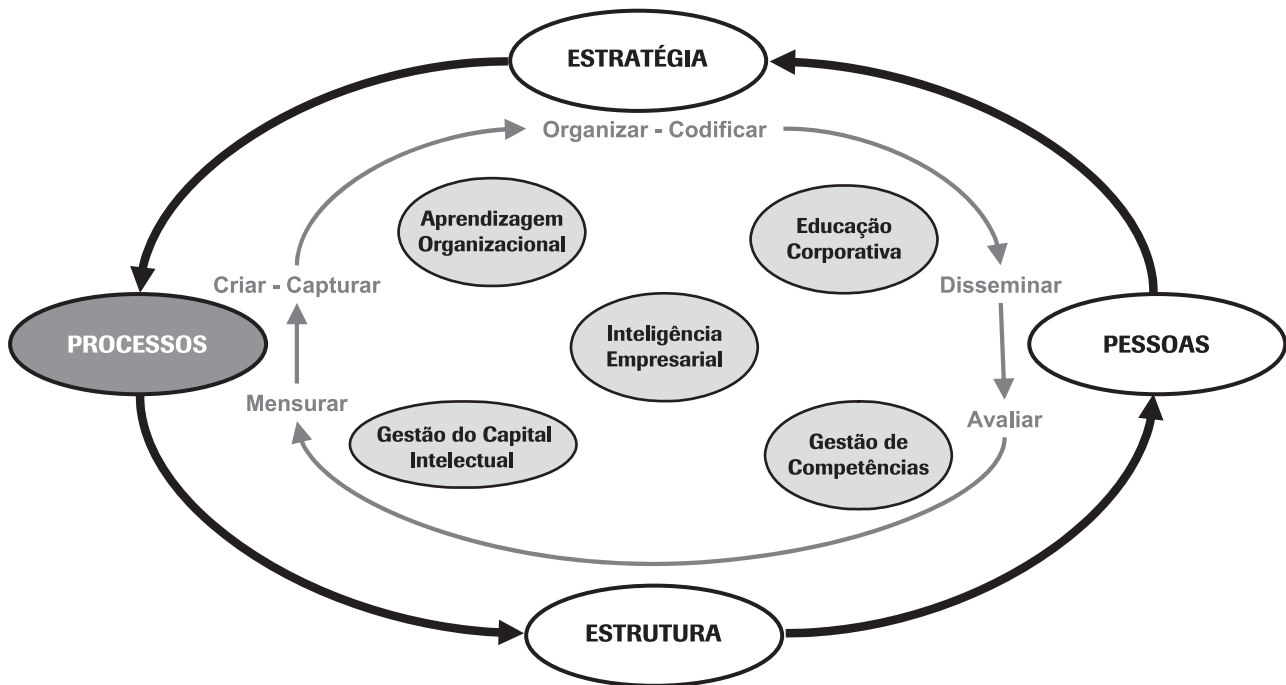 ESTRATÉGIA
Organizar - Codificar
Aprendizagem
Organizacional
Educação
Corporativa
Criar - Capturar
Disseminar
PROCESSOS
Inteligência
Empresarial
PESSOAS
Mensurar
Avaliar
Gestão do Capital
Intelectual
Gestão de
Competências
ESTRUTURA